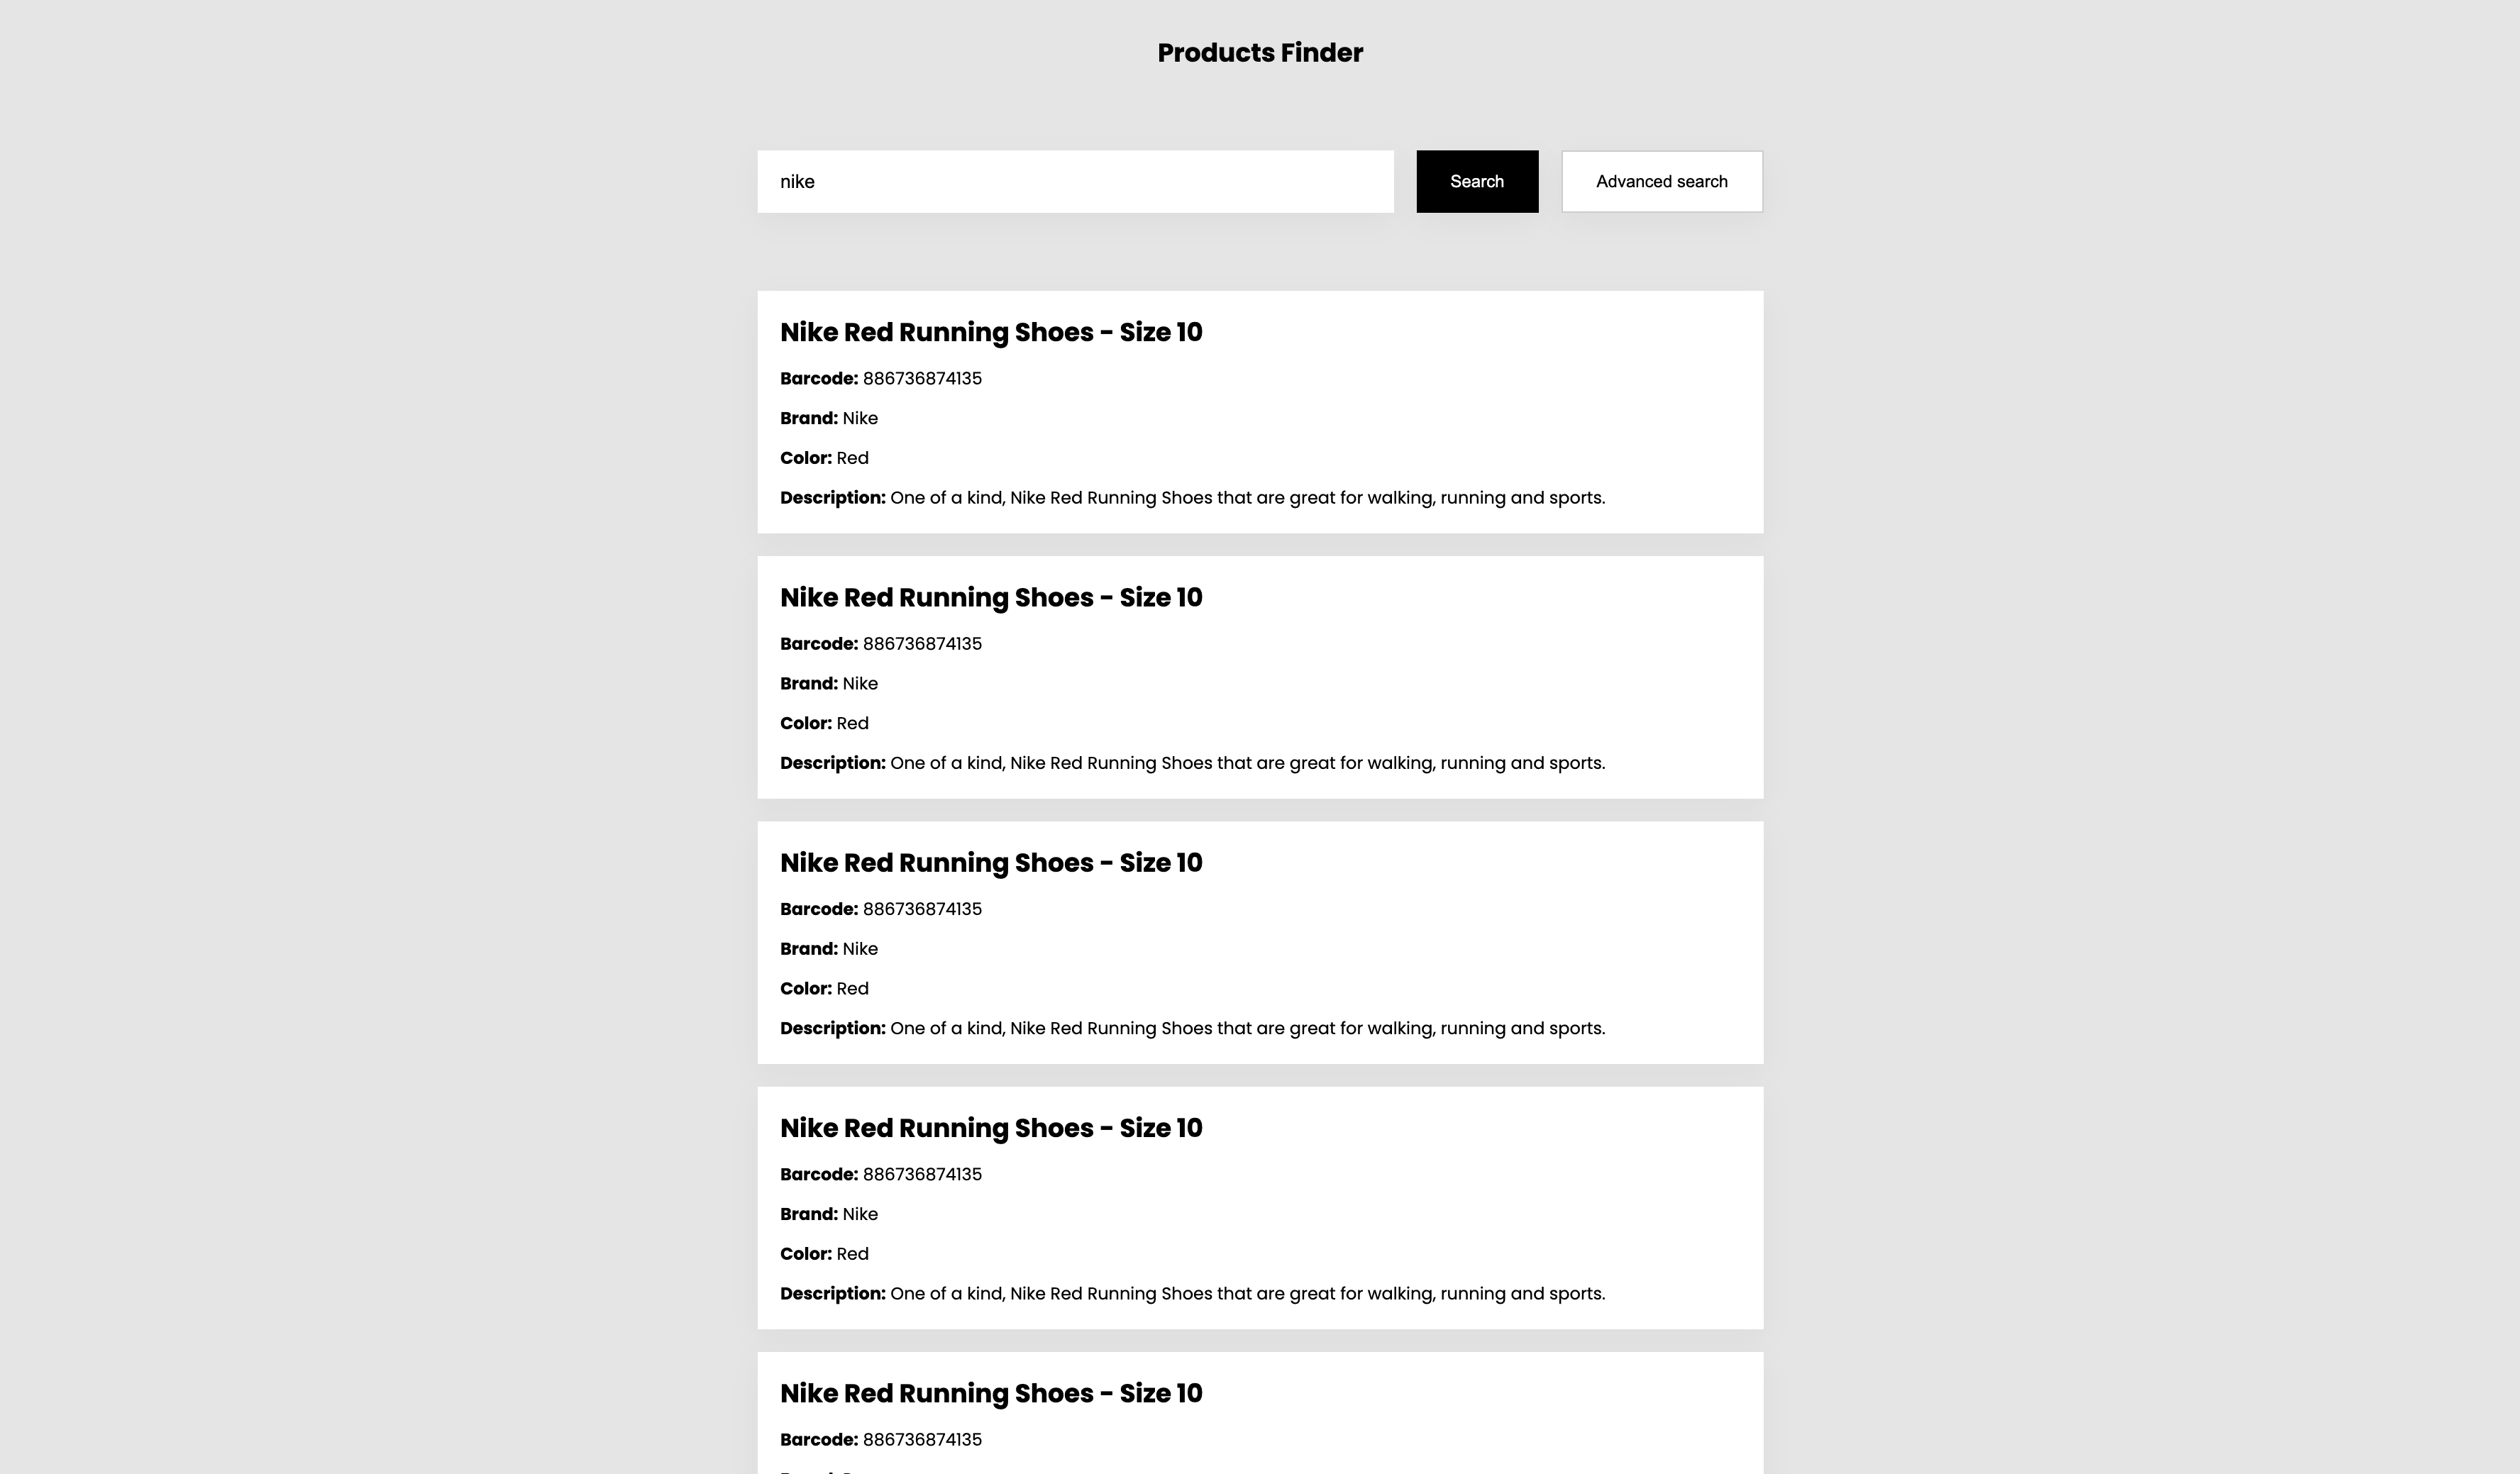 Products Finder
nike
Search
Advanced search
Nike Red Running Shoes - Size 10
Barcode: 886736874135
Brand: Nike
Color: Red
Description: One of a kind, Nike Red Running Shoes that are great for walking, running and sports.
Nike Red Running Shoes - Size 10
Barcode: 886736874135
Brand: Nike
Color: Red
Description: One of a kind, Nike Red Running Shoes that are great for walking, running and sports.
Nike Red Running Shoes - Size 10
Barcode: 886736874135
Brand: Nike
Color: Red
Description: One of a kind, Nike Red Running Shoes that are great for walking, running and sports.
Nike Red Running Shoes - Size 10
Barcode: 886736874135
Brand: Nike
Color: Red
Description: One of a kind, Nike Red Running Shoes that are great for walking, running and sports.
Nike Red Running Shoes - Size 10
Barcode: 886736874135